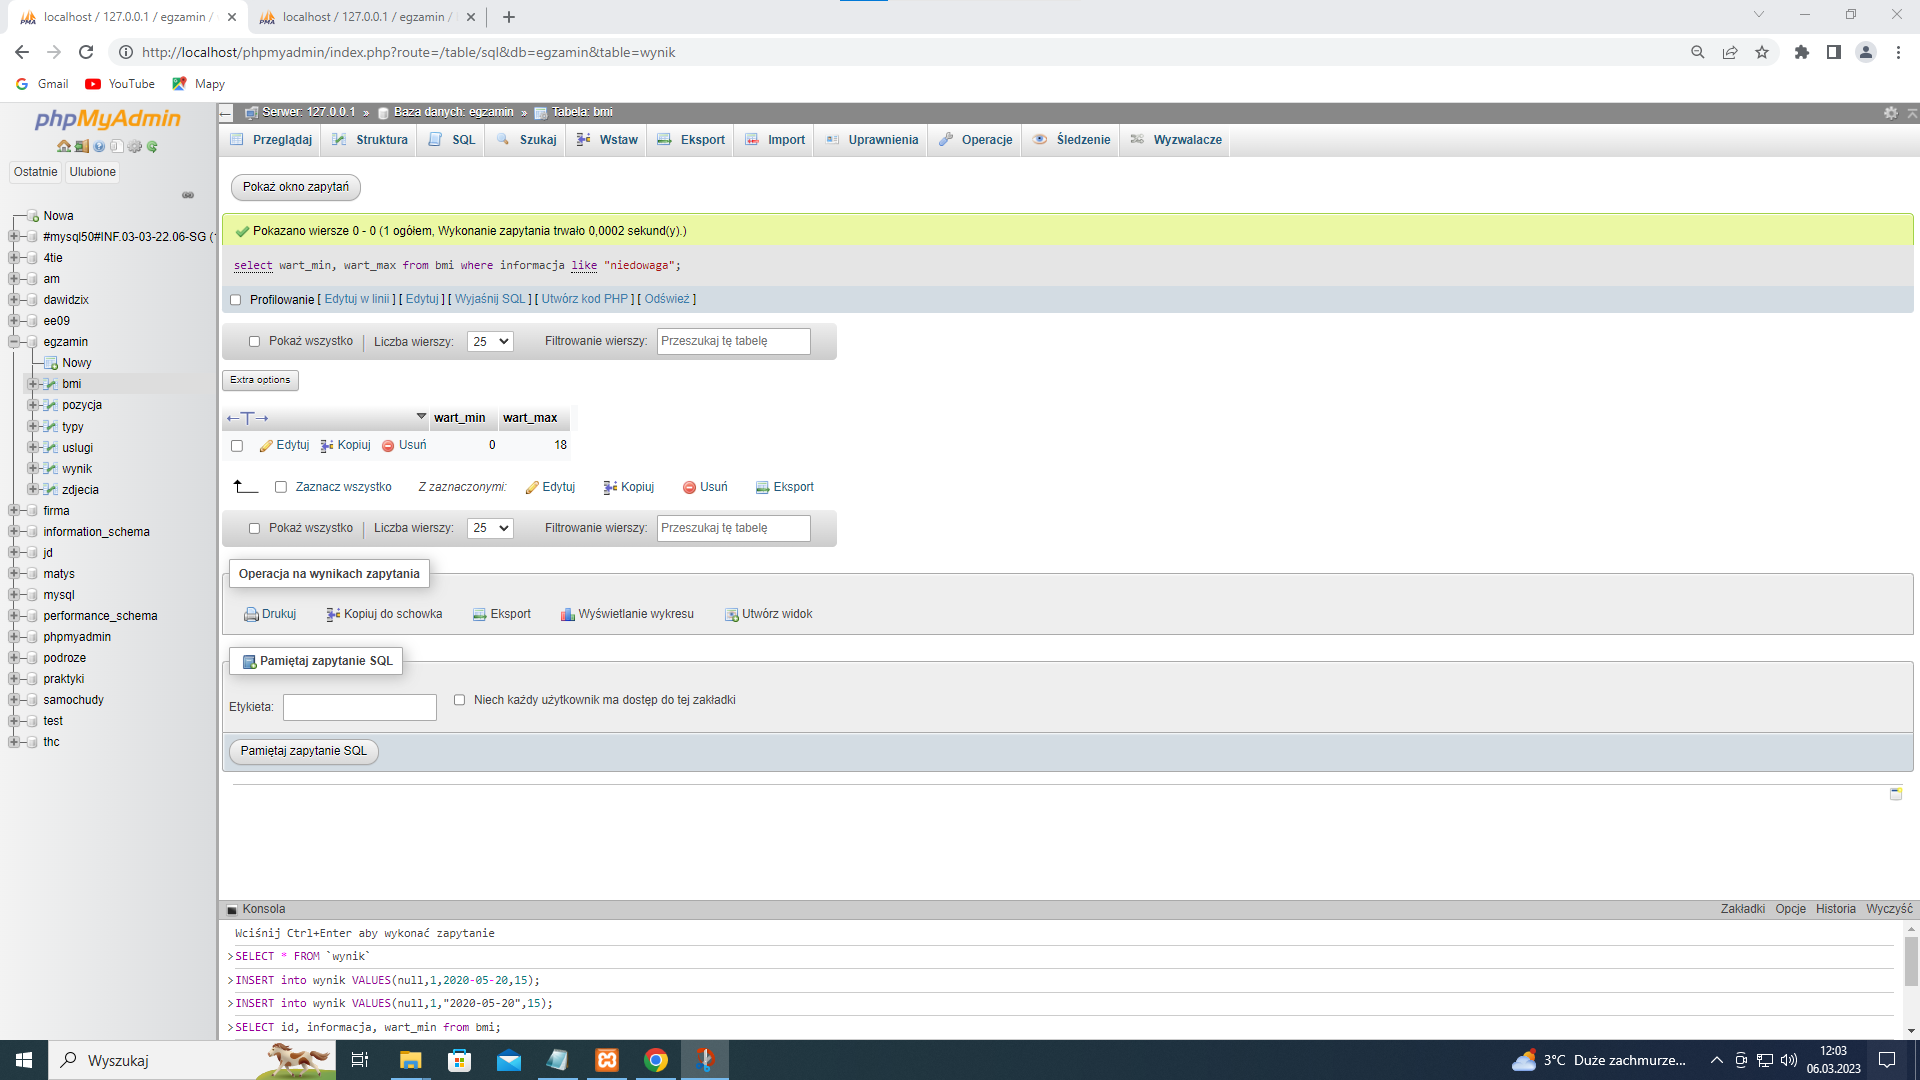 localhost / 127.0.0.1 / egzamin /
localhost / 127.0.0.1 / egzamin /
http://localhost/phpmyadmin/index.php?route=/table/sql&db=egzamin&table=wynik
Gmail
YouTube
Mapy
phpMyAdmin
Ostatnie
Ulubione
Nowa
#mysql50#INF.03-03-22.06-SG (1
4tie
am
dawidzix
ee09
egzamin
Nowy
bmi
pozycja
typy
uslugi
wynik
zdjecia
firma
information_schema
jd
matys
mysql
performance_schema
phpmyadmin
podroze
praktyki
samochudy
test
thc
Serwer: 127.0.0.1 » Baza danych: egzamin » Tabela: bmi
Przeglądaj Struktura SQL Szukaj Wstaw Eksport Import Uprawnienia Operacje Śledzenie Wyzwalacze
Pokaż okno zapytań
Pokazano wiersze 0 - 0 (1 ogółem, Wykonanie zapytania trwało 0,0002 sekund(y).)
select wart_min, wart_max from bmi where informacja like "niedowaga";
Profilowanie [ Edytuj w linii ] [ Edytuj ] [ Wyjaśnij SQL ] [ Utwórz kod PHP ] [ Odśwież ]
Pokaż wszystko Liczba wierszy: 25 Filtrowanie wierszy: Przeszukaj tę tabelę
Extra options
←T→ wart_min wart_max
Edytuj Kopiuj Usuń 0 18
Zaznacz wszystko Z zaznaczonymi: Edytuj Kopiuj Usuń Eksport
Pokaż wszystko Liczba wierszy: 25 Filtrowanie wierszy: Przeszukaj tę tabelę
Operacja na wynikach zapytania
Drukuj Kopiuj do schowka Eksport Wyświetlanie wykresu Utwórz widok
Pamiętaj zapytanie SQL
Etykieta: Niech każdy użytkownik ma dostęp do tej zakładki
Pamiętaj zapytanie SQL
Konsola Zakładki Opcje Historia Wyczyść
Wciśnij Ctrl+Enter aby wykonać zapytanie
>SELECT * FROM `wynik`
>INSERT into wynik VALUES(null,1,2020-05-20,15);
>INSERT into wynik VALUES(null,1,"2020-05-20",15);
>SELECT id, informacja, wart_min from bmi;
Wyszukaj
3°C Duże zachmurze...
12:03
06.03.2023